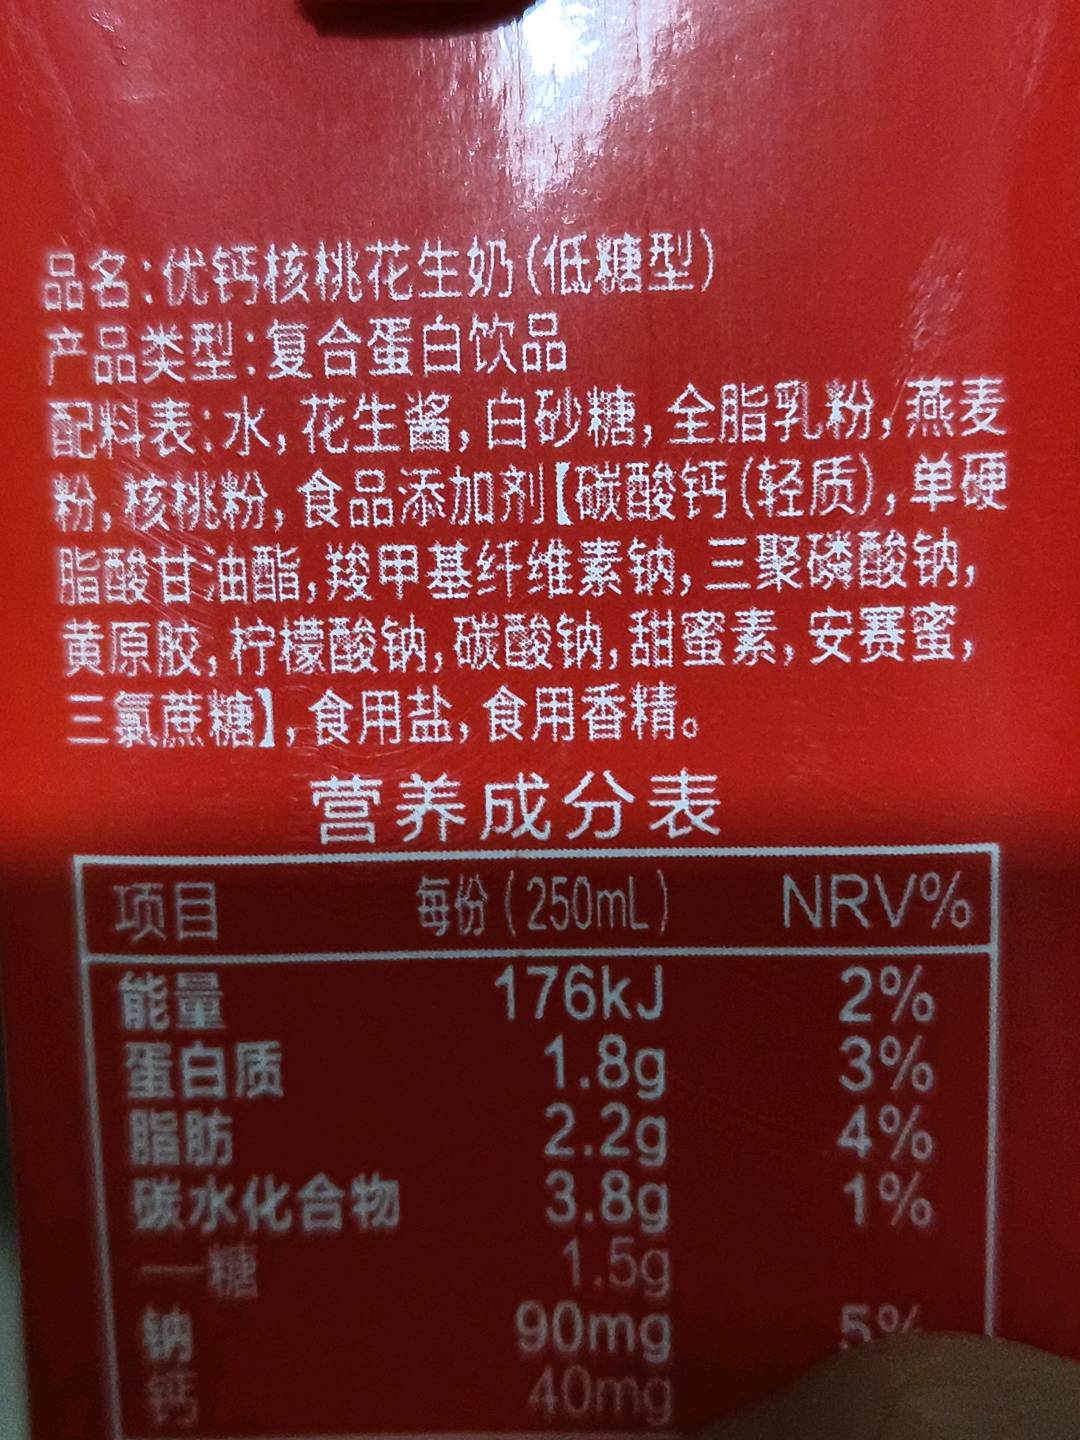 品名:优钙核桃花生奶(低糖型)
产品类型:复合蛋白饮品
配料表:水,花生酱,白砂糖,全脂乳粉,燕麦
粉,核桃粉,食品添加剂【碳酸钙(轻质),单硬
脂酸甘油酯,羧甲基纤维素钠,三聚磷酸钠,
黄原胶,柠檬酸钠,碳酸钠,甜蜜素,安赛蜜,
三氯蔗糖】,食用盐,食用香精。
营养成分表
项目 每份(250mL) NRV%
能量 176kJ 2%
蛋白质 1.8g 3%
脂肪 2.2g 4%
碳水化合物 3.8g 1%
—糖 1.5g
钠 90mg 5%
钙 40mg